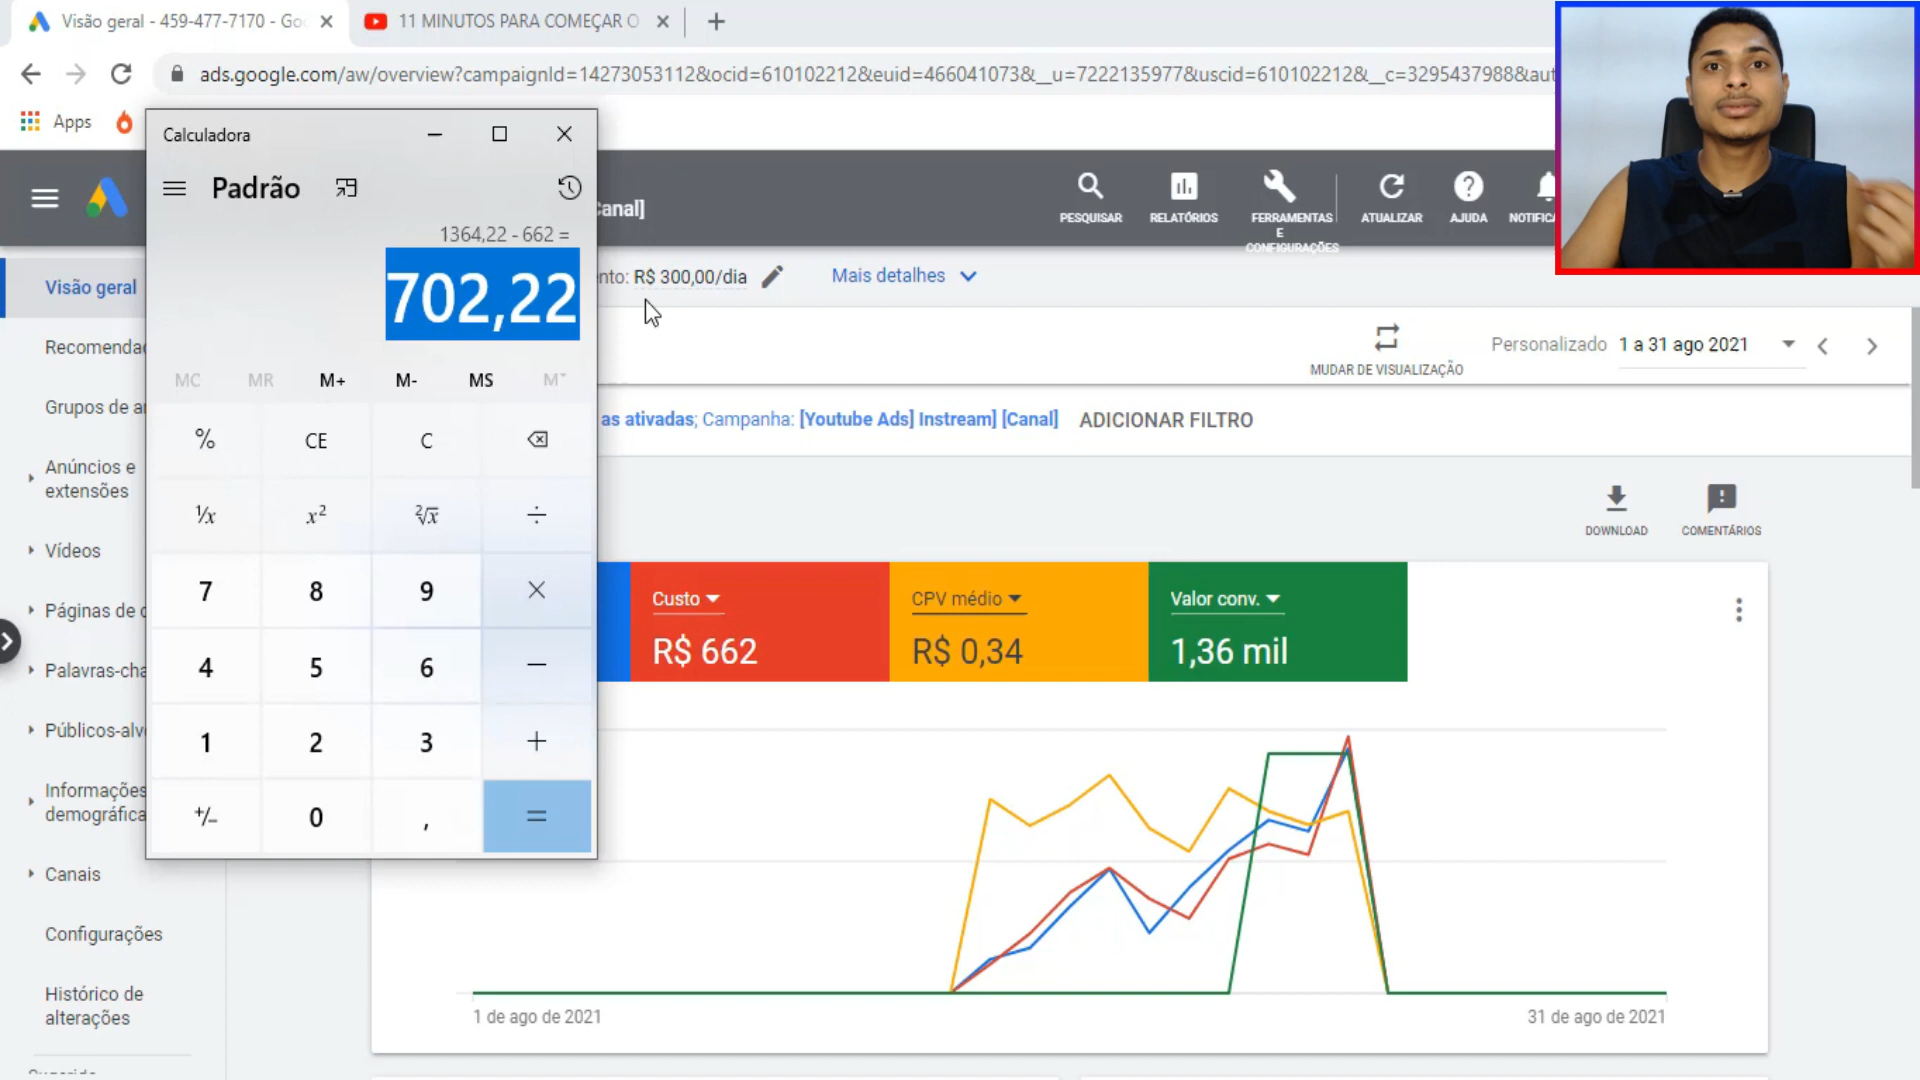 Visão geral - 459-477-7170 - Goo
11 MINUTOS PARA COMEÇAR O
ads.google.com/aw/overview?campaignId=14273053112&ocid=610102212&euid=466041073&__u=7222135977&uscid=610102212&__c=3295437988&aut
Apps
Calculadora
Padrão
1364,22 - 662 =
702,22
MC MR M+ M- MS M˅
% CE C
¹/x x² ²√x ÷
7 8 9 ×
4 5 6 −
1 2 3 +
+/− 0 , =
Canal]
PESQUISAR
RELATÓRIOS
FERRAMENTAS
E
CONFIGURAÇÕES
ATUALIZAR
AJUDA
NOTIFICA
nto: R$ 300,00/dia
Mais detalhes
MUDAR DE VISUALIZAÇÃO
Personalizado 1 a 31 ago 2021
as ativadas; Campanha: [Youtube Ads] Instream] [Canal] ADICIONAR FILTRO
DOWNLOAD
COMENTÁRIOS
Visão geral
Recomendaç
Grupos de an
Anúncios e
extensões
Vídeos
Páginas de d
Palavras-cha
Públicos-alvo
Informações
demográfica
Canais
Configurações
Histórico de
alterações
Custo
R$ 662
CPV médio
R$ 0,34
Valor conv.
1,36 mil
1 de ago de 2021
31 de ago de 2021